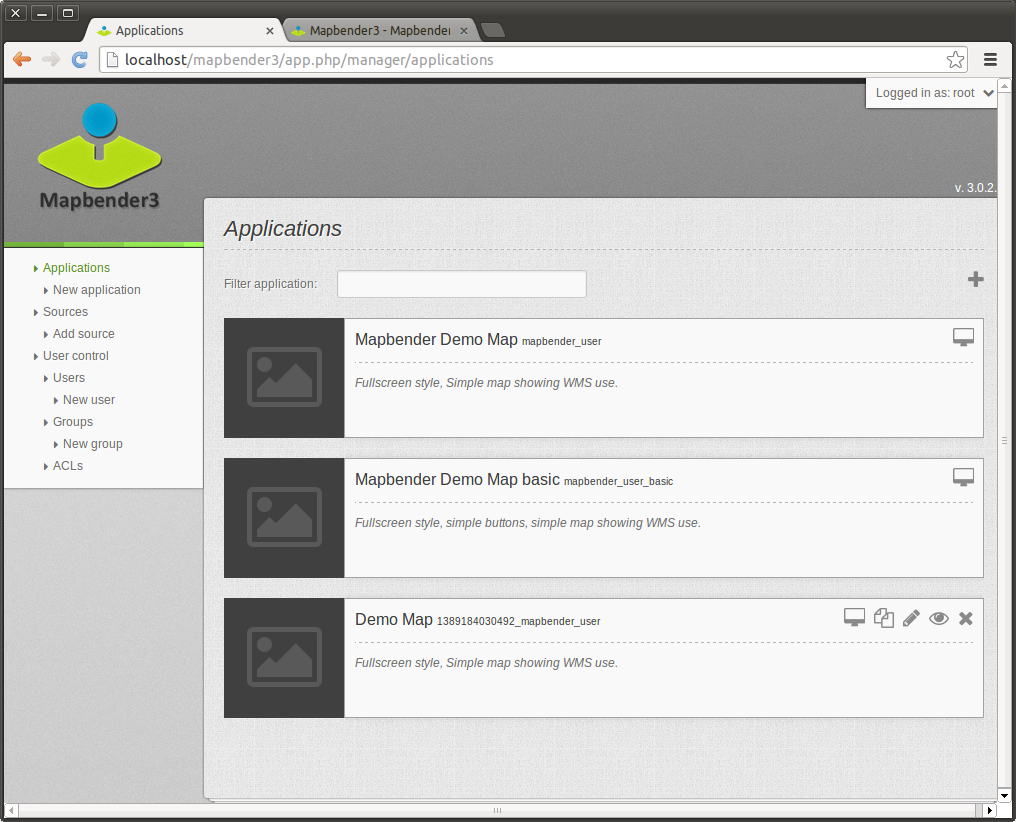 Applications
Mapbender3 - Mapbender
localhost/mapbender3/app.php/manager/applications
Logged in as: root
Mapbender3
v. 3.0.2.
Applications
New application
Sources
Add source
User control
Users
New user
Groups
New group
ACLs
Applications
Filter application:
Mapbender Demo Map mapbender_user
Fullscreen style, Simple map showing WMS use.
Mapbender Demo Map basic mapbender_user_basic
Fullscreen style, simple buttons, simple map showing WMS use.
Demo Map 1389184030492_mapbender_user
Fullscreen style, Simple map showing WMS use.